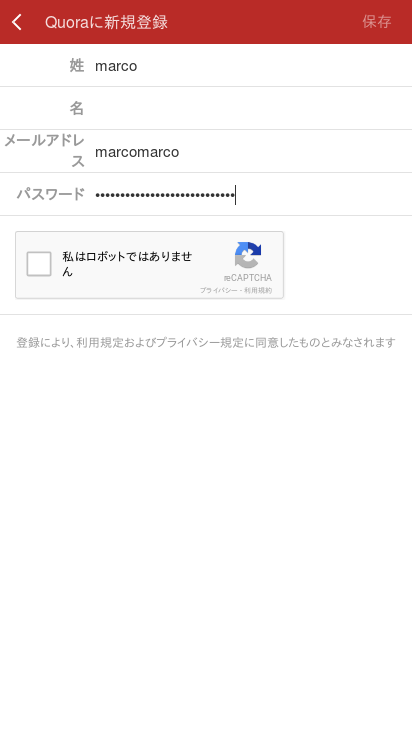 Quoraに新規登録
保存
姓 marco
名
メールアドレ
ス
marcomarco
パスワード ••••••••••••••••••••••••••••
私はロボットではありませ
ん
reCAPTCHA
プライバシー - 利用規約
登録により、利用規定およびプライバシー規定に同意したものとみなされます